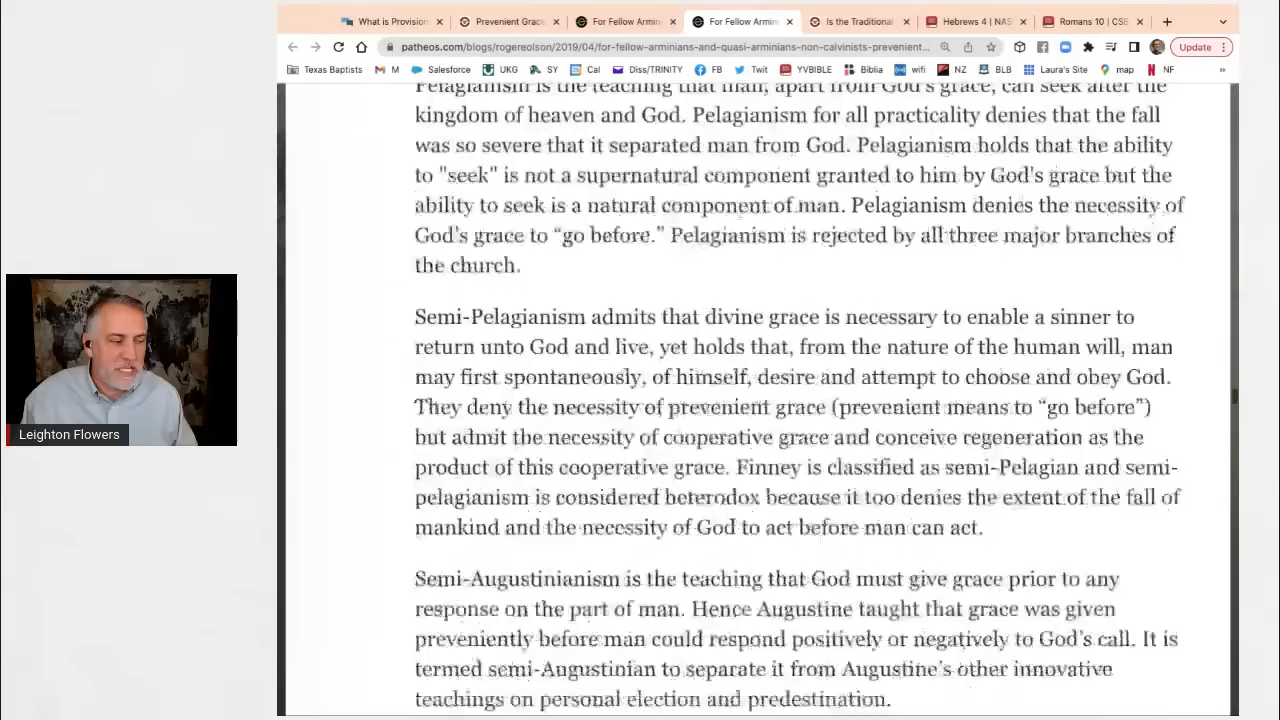 What is Provision
Prevenient Grace
For Fellow Armin
For Fellow Armin
Is the Traditional
Hebrews 4 | NAS
Romans 10 | CSB
patheos.com/blogs/rogereolson/2019/04/for-fellow-arminians-and-quasi-arminians-non-calvinists-prevenient...
Update
Texas Baptists
M
Salesforce
UKG
SY
Cal
Diss/TRINITY
FB
Twit
YVBIBLE
Biblia
wifi
NZ
BLB
Laura's Site
map
NF
Pelagianism is the teaching that man, apart from God's grace, can seek after the
kingdom of heaven and God. Pelagianism for all practicality denies that the fall
was so severe that it separated man from God. Pelagianism holds that the ability
to "seek" is not a supernatural component granted to him by God's grace but the
ability to seek is a natural component of man. Pelagianism denies the necessity of
God's grace to “go before.” Pelagianism is rejected by all three major branches of
the church.
Semi-Pelagianism admits that divine grace is necessary to enable a sinner to
return unto God and live, yet holds that, from the nature of the human will, man
may first spontaneously, of himself, desire and attempt to choose and obey God.
They deny the necessity of prevenient grace (prevenient means to “go before”)
but admit the necessity of cooperative grace and conceive regeneration as the
product of this cooperative grace. Finney is classified as semi-Pelagian and semi-
pelagianism is considered heterodox because it too denies the extent of the fall of
mankind and the necessity of God to act before man can act.
Semi-Augustinianism is the teaching that God must give grace prior to any
response on the part of man. Hence Augustine taught that grace was given
preveniently before man could respond positively or negatively to God's call. It is
termed semi-Augustinian to separate it from Augustine's other innovative
teachings on personal election and predestination.
Leighton Flowers